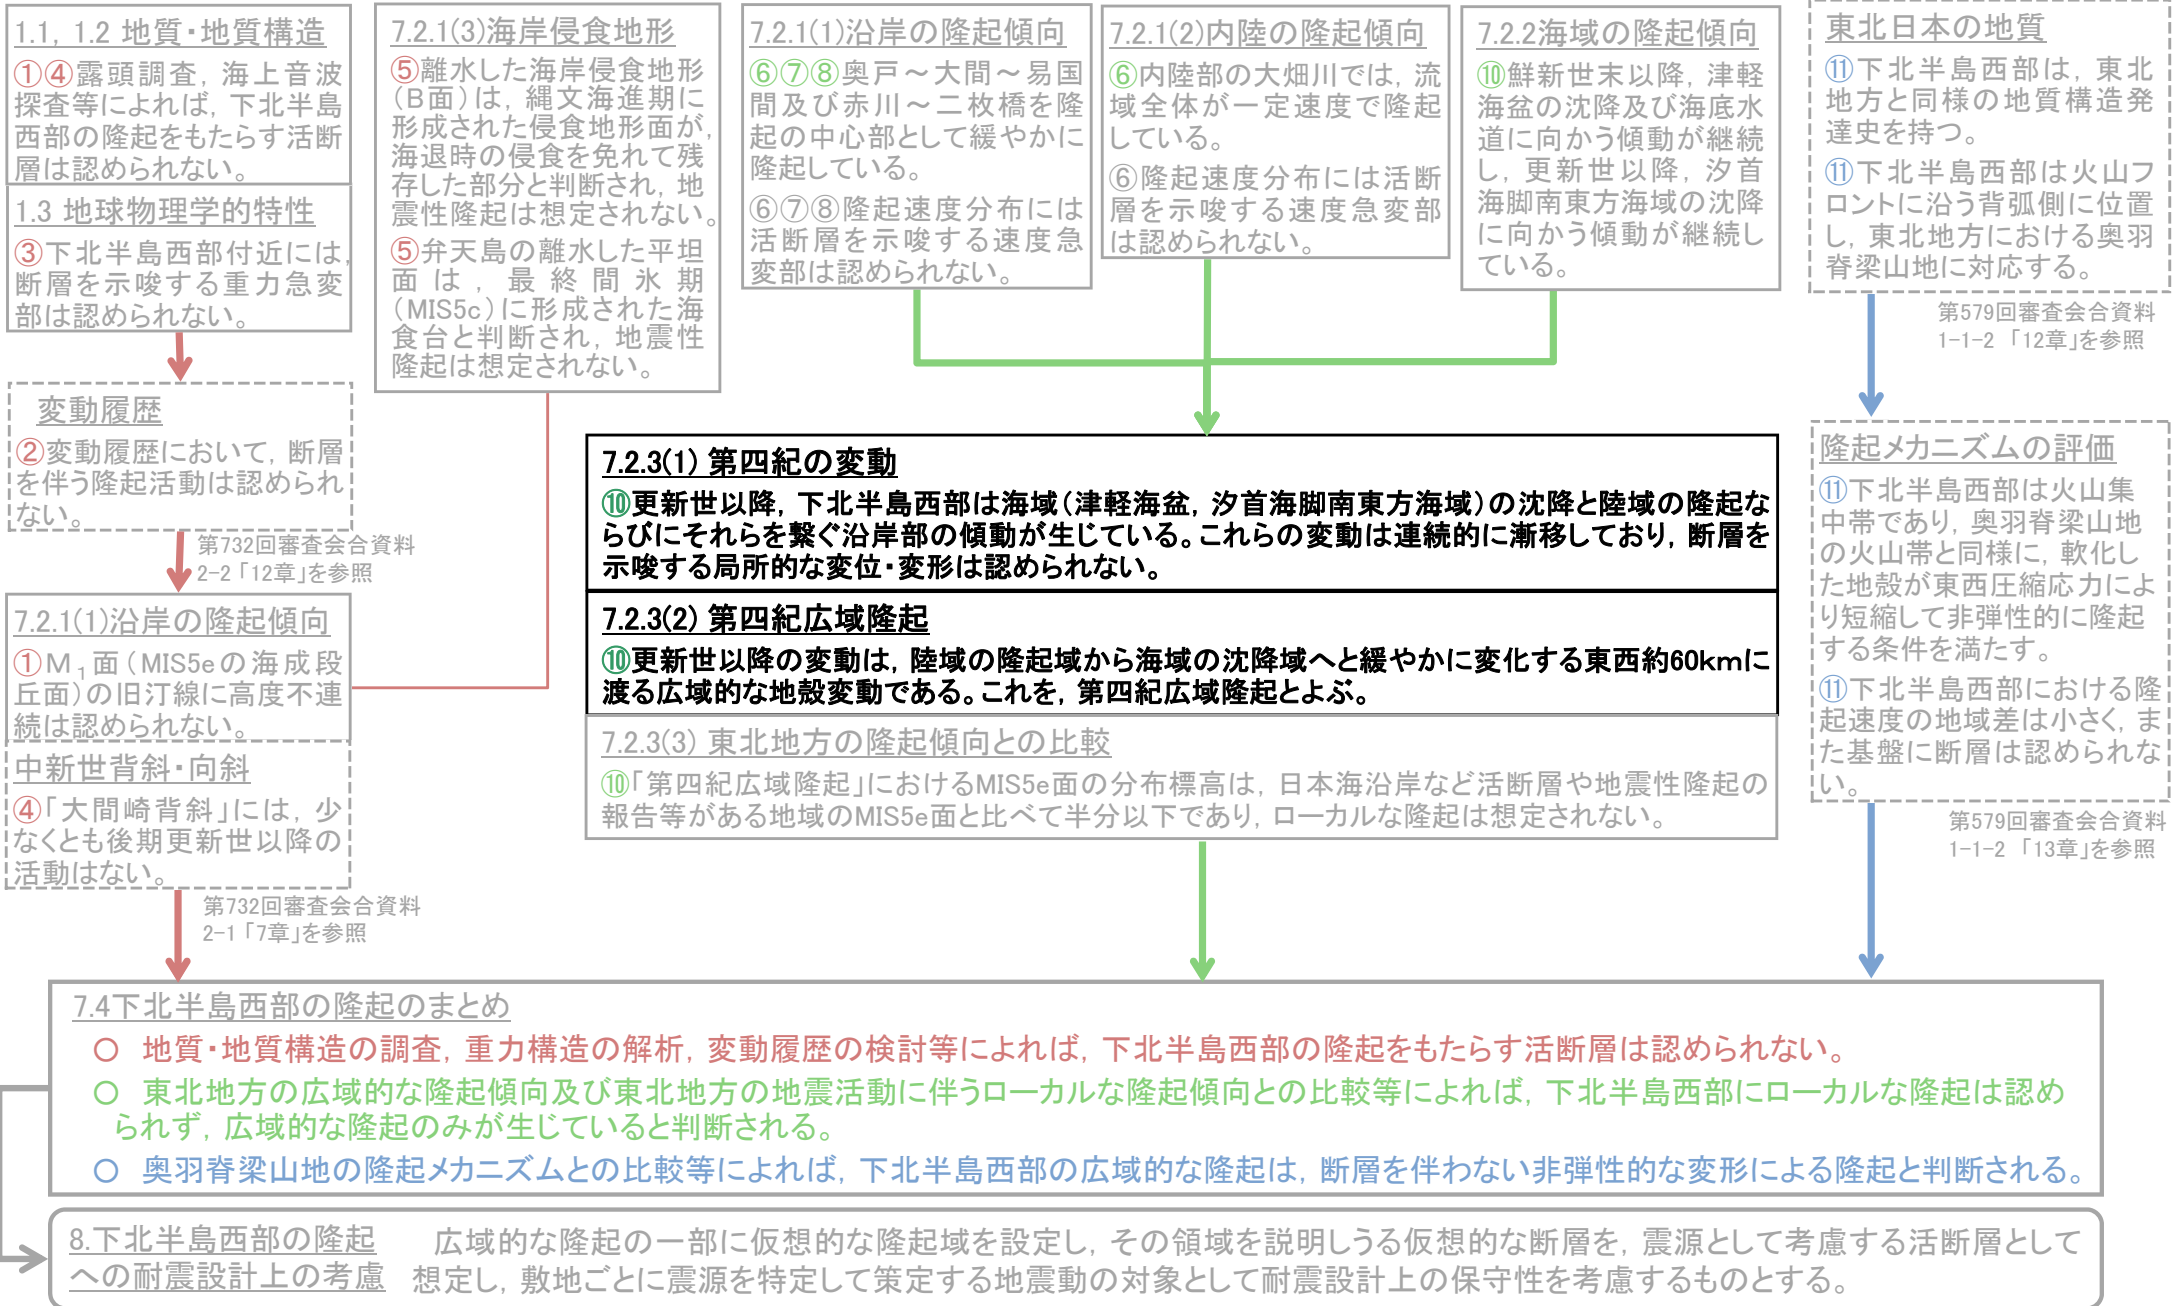 1.1, 1.2 地質・地質構造
①④露頭調査, 海上音波
探査等によれば, 下北半島
西部の隆起をもたらす活断
層は認められない。
1.3 地球物理学的特性
③下北半島西部付近には,
断層を示唆する重力急変
部は認められない。
変動履歴
②変動履歴において, 断層
を伴う隆起活動は認められ
ない。
第732回審査会合資料
2-2「12章」を参照
7.2.1(1)沿岸の隆起傾向
①M₁面(MIS5eの海成段
丘面)の旧汀線に高度不連
続は認められない。
中新世背斜・向斜
④「大間崎背斜」には, 少
なくとも後期更新世以降の
活動はない。
第732回審査会合資料
2-1「7章」を参照
7.2.1(3)海岸侵食地形
⑤離水した海岸侵食地形
(B面)は, 縄文海進期に
形成された侵食地形面が,
海退時の侵食を免れて残
存した部分と判断され, 地
震性隆起は想定されない。
⑤弁天島の離水した平坦
面は, 最終間氷期
(MIS5c)に形成された海
食台と判断され, 地震性
隆起は想定されない。
7.2.1(1)沿岸の隆起傾向
⑥⑦⑧奥戸～大間～易国
間及び赤川～二枚橋を隆
起の中心部として緩やかに
隆起している。
⑥⑦⑧隆起速度分布には
活断層を示唆する速度急
変部は認められない。
7.2.1(2)内陸の隆起傾向
⑥内陸部の大畑川では, 流
域全体が一定速度で隆起
している。
⑥隆起速度分布には活断
層を示唆する速度急変部
は認められない。
7.2.2海域の隆起傾向
⑩鮮新世末以降, 津軽
海盆の沈降及び海底水
道に向かう傾動が継続
し, 更新世以降, 汐首
海脚南東方海域の沈降
に向かう傾動が継続し
ている。
東北日本の地質
⑪下北半島西部は, 東北
地方と同様の地質構造発
達史を持つ。
⑪下北半島西部は火山フ
ロントに沿う背弧側に位置
し, 東北地方における奥羽
脊梁山地に対応する。
第579回審査会合資料
1-1-2 「12章」を参照
7.2.3(1) 第四紀の変動
⑩更新世以降, 下北半島西部は海域(津軽海盆, 汐首海脚南東方海域)の沈降と陸域の隆起な
らびにそれらを繋ぐ沿岸部の傾動が生じている。これらの変動は連続的に漸移しており, 断層を
示唆する局所的な変位・変形は認められない。
7.2.3(2) 第四紀広域隆起
⑩更新世以降の変動は, 陸域の隆起域から海域の沈降域へと緩やかに変化する東西約60kmに
渡る広域的な地殻変動である。これを, 第四紀広域隆起とよぶ。
7.2.3(3) 東北地方の隆起傾向との比較
⑩「第四紀広域隆起」におけるMIS5e面の分布標高は, 日本海沿岸など活断層や地震性隆起の
報告等がある地域のMIS5e面と比べて半分以下であり, ローカルな隆起は想定されない。
隆起メカニズムの評価
⑪下北半島西部は火山集
中帯であり, 奥羽脊梁山地
の火山帯と同様に, 軟化し
た地殻が東西圧縮応力によ
り短縮して非弾性的に隆起
する条件を満たす。
⑪下北半島西部における隆
起速度の地域差は小さく, ま
た基盤に断層は認められな
い。
第579回審査会合資料
1-1-2 「13章」を参照
7.4下北半島西部の隆起のまとめ
○ 地質・地質構造の調査, 重力構造の解析, 変動履歴の検討等によれば, 下北半島西部の隆起をもたらす活断層は認められない。
○ 東北地方の広域的な隆起傾向及び東北地方の地震活動に伴うローカルな隆起傾向との比較等によれば, 下北半島西部にローカルな隆起は認め
られず, 広域的な隆起のみが生じていると判断される。
○ 奥羽脊梁山地の隆起メカニズムとの比較等によれば, 下北半島西部の広域的な隆起は, 断層を伴わない非弾性的な変形による隆起と判断される。
8.下北半島西部の隆起
への耐震設計上の考慮
広域的な隆起の一部に仮想的な隆起域を設定し, その領域を説明しうる仮想的な断層を, 震源として考慮する活断層として
想定し, 敷地ごとに震源を特定して策定する地震動の対象として耐震設計上の保守性を考慮するものとする。